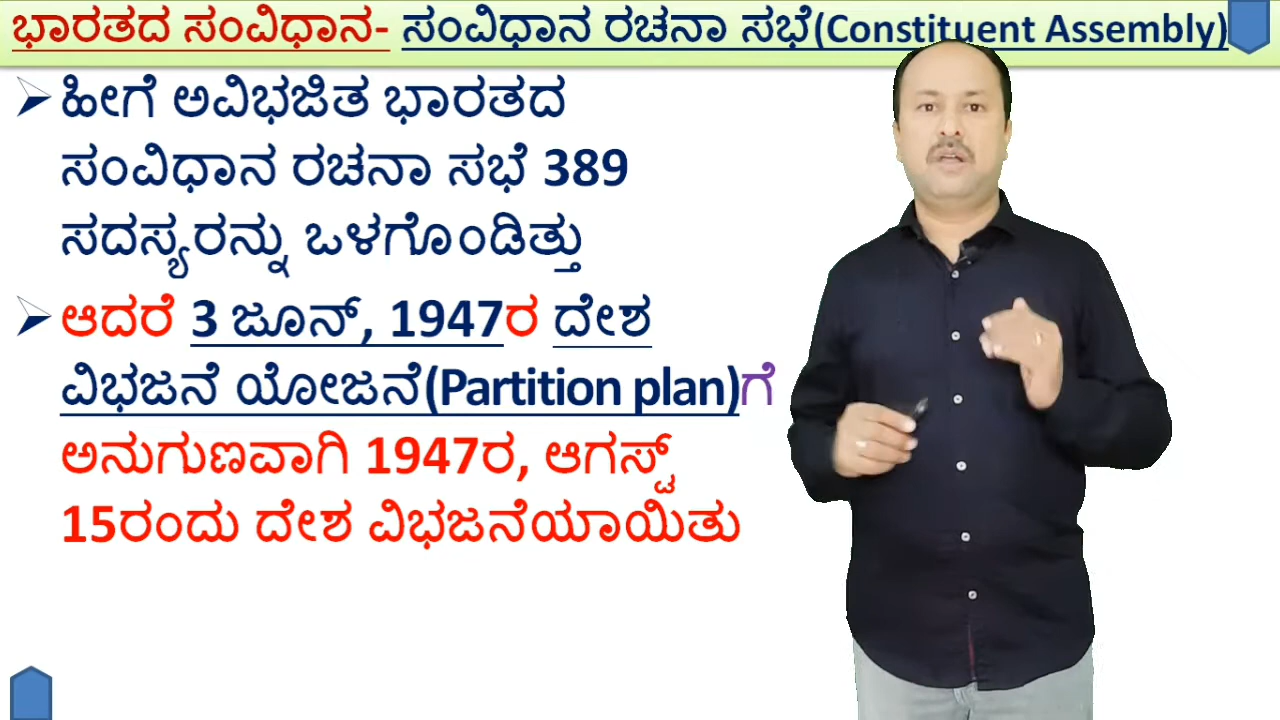 ಭಾರತದ ಸಂವಿಧಾನ- ಸಂವಿಧಾನ ರಚನಾ ಸಭೆ(Constituent Assembly)
ಹೀಗೆ ಅವಿಭಜಿತ ಭಾರತದ
ಸಂವಿಧಾನ ರಚನಾ ಸಭೆ 389
ಸದಸ್ಯರನ್ನು ಒಳಗೊಂಡಿತ್ತು
ಆದರೆ 3 ಜೂನ್, 1947ರ ದೇಶ
ವಿಭಜನೆ ಯೋಜನೆ(Partition plan)ಗೆ
ಅನುಗುಣವಾಗಿ 1947ರ, ಆಗಸ್ಟ್
15ರಂದು ದೇಶ ವಿಭಜನೆಯಾಯಿತು